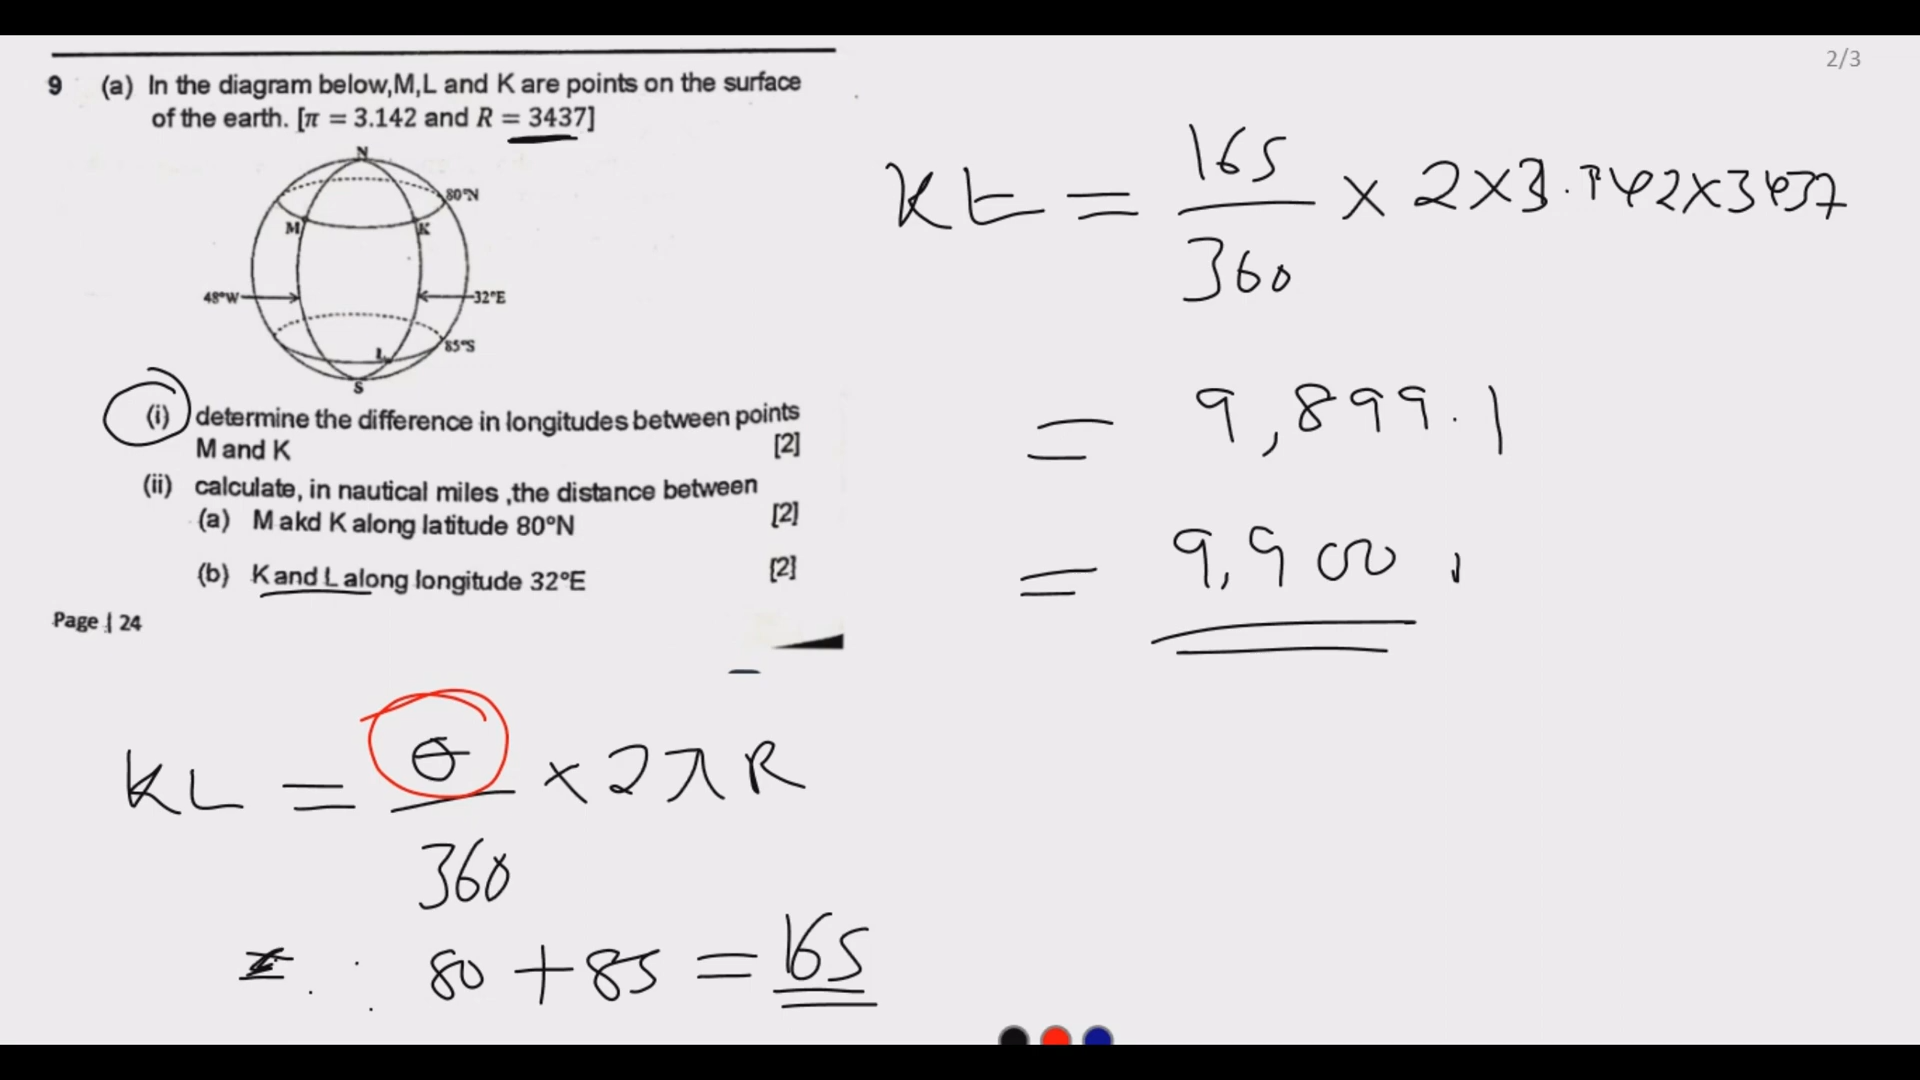 2/3
9 (a) In the diagram below,M,L and K are points on the surface
of the earth. [π = 3.142 and R = 3437]
N
80°N
M K
48°W 32°E
L 85°S
S
(i) determine the difference in longitudes between points
M and K [2]
(ii) calculate, in nautical miles ,the distance between
(a) M akd K along latitude 80°N [2]
(b) K and L along longitude 32°E [2]
Page | 24
KL = θ/360 × 2πR
80 + 85 = 165
KL = 165/360 × 2×3.142×3437
= 9,899.1
= 9,900